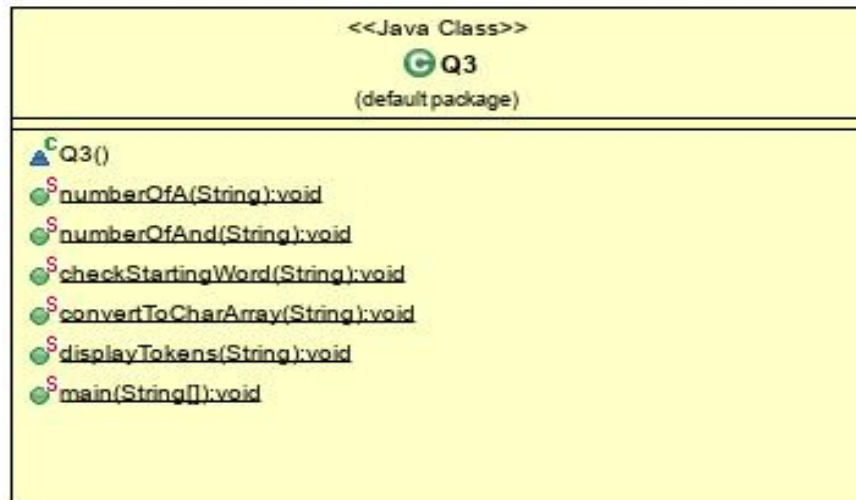 <<Java Class>>
C Q3
(default package)
C Q3()
S numberOfA(String):void
S numberOfAnd(String):void
S checkStartingWord(String):void
S convertToCharArray(String):void
S displayTokens(String):void
S main(String[]):void